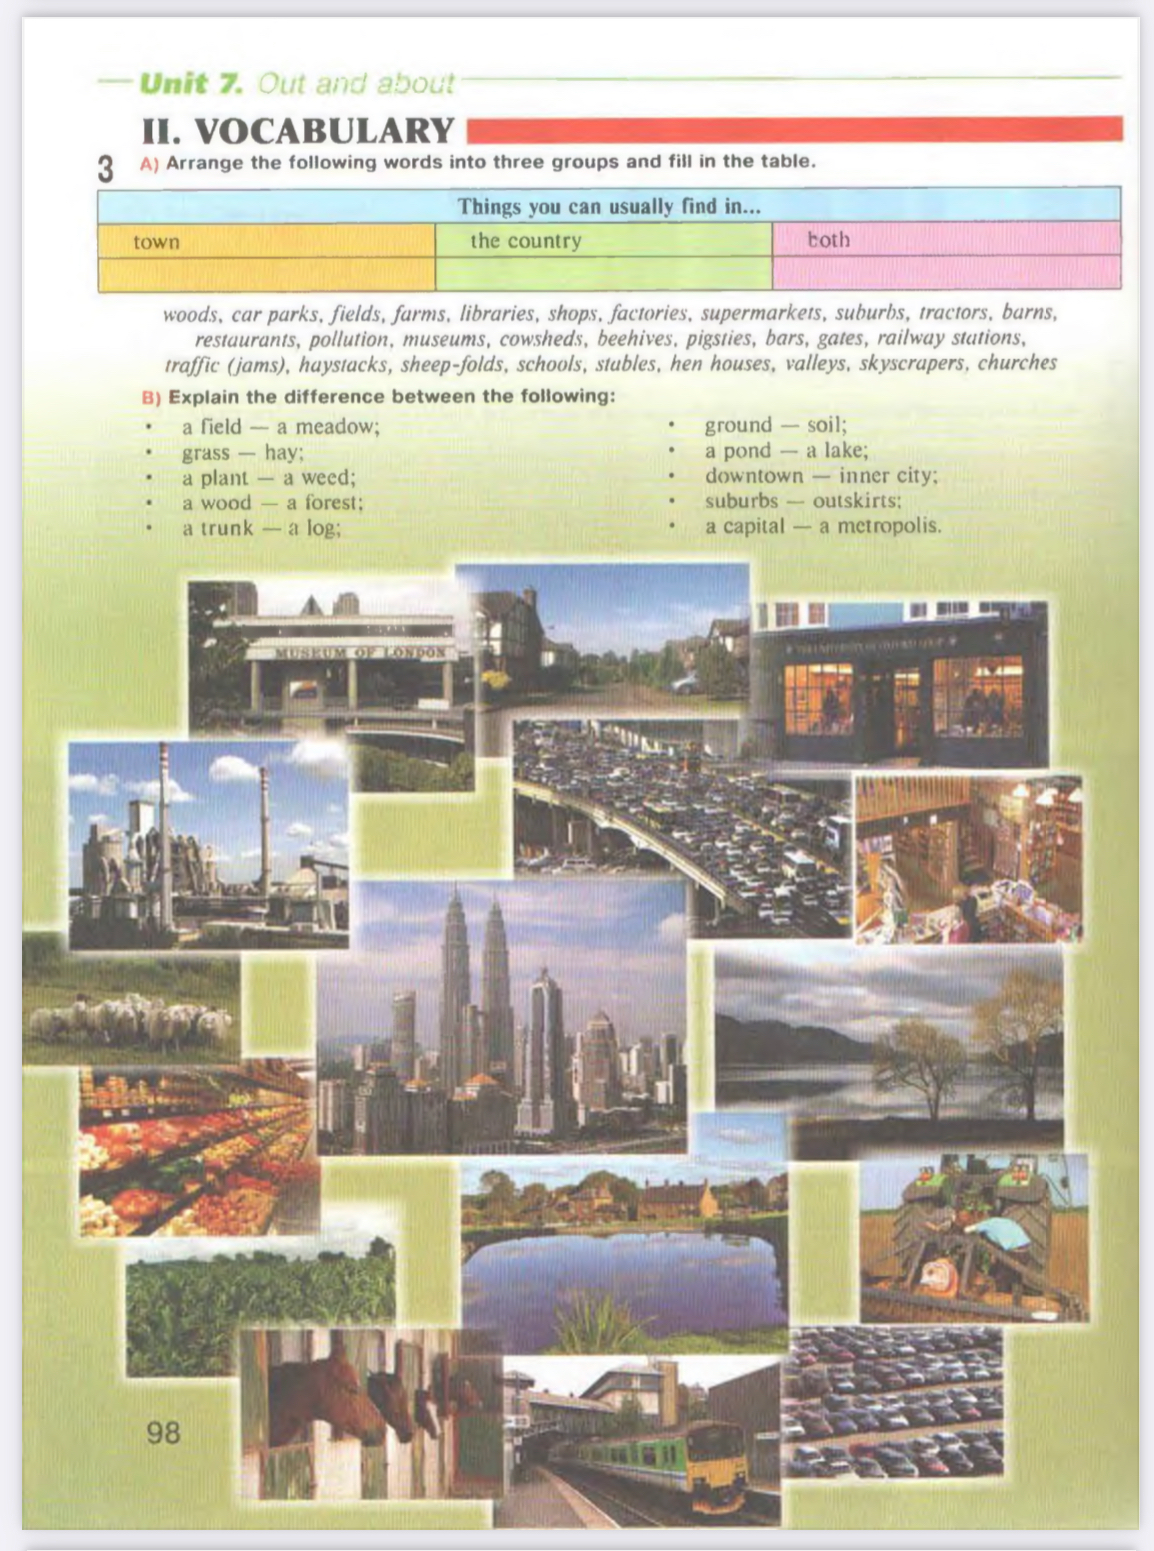 Unit 7. Out and about
II. VOCABULARY
3 A) Arrange the following words into three groups and fill in the table.
Things you can usually find in...
town the country both
woods, car parks, fields, farms, libraries, shops, factories, supermarkets, suburbs, tractors, barns,
restaurants, pollution, museums, cowsheds, beehives, pigsties, bars, gates, railway stations,
traffic (jams), haystacks, sheep-folds, schools, stables, hen houses, valleys, skyscrapers, churches
B) Explain the difference between the following:
• a field — a meadow;
• grass — hay;
• a plant — a weed;
• a wood — a forest;
• a trunk — a log;
• ground — soil;
• a pond — a lake;
• downtown — inner city;
• suburbs — outskirts;
• a capital — a metropolis.
MUSEUM OF LONDON
98